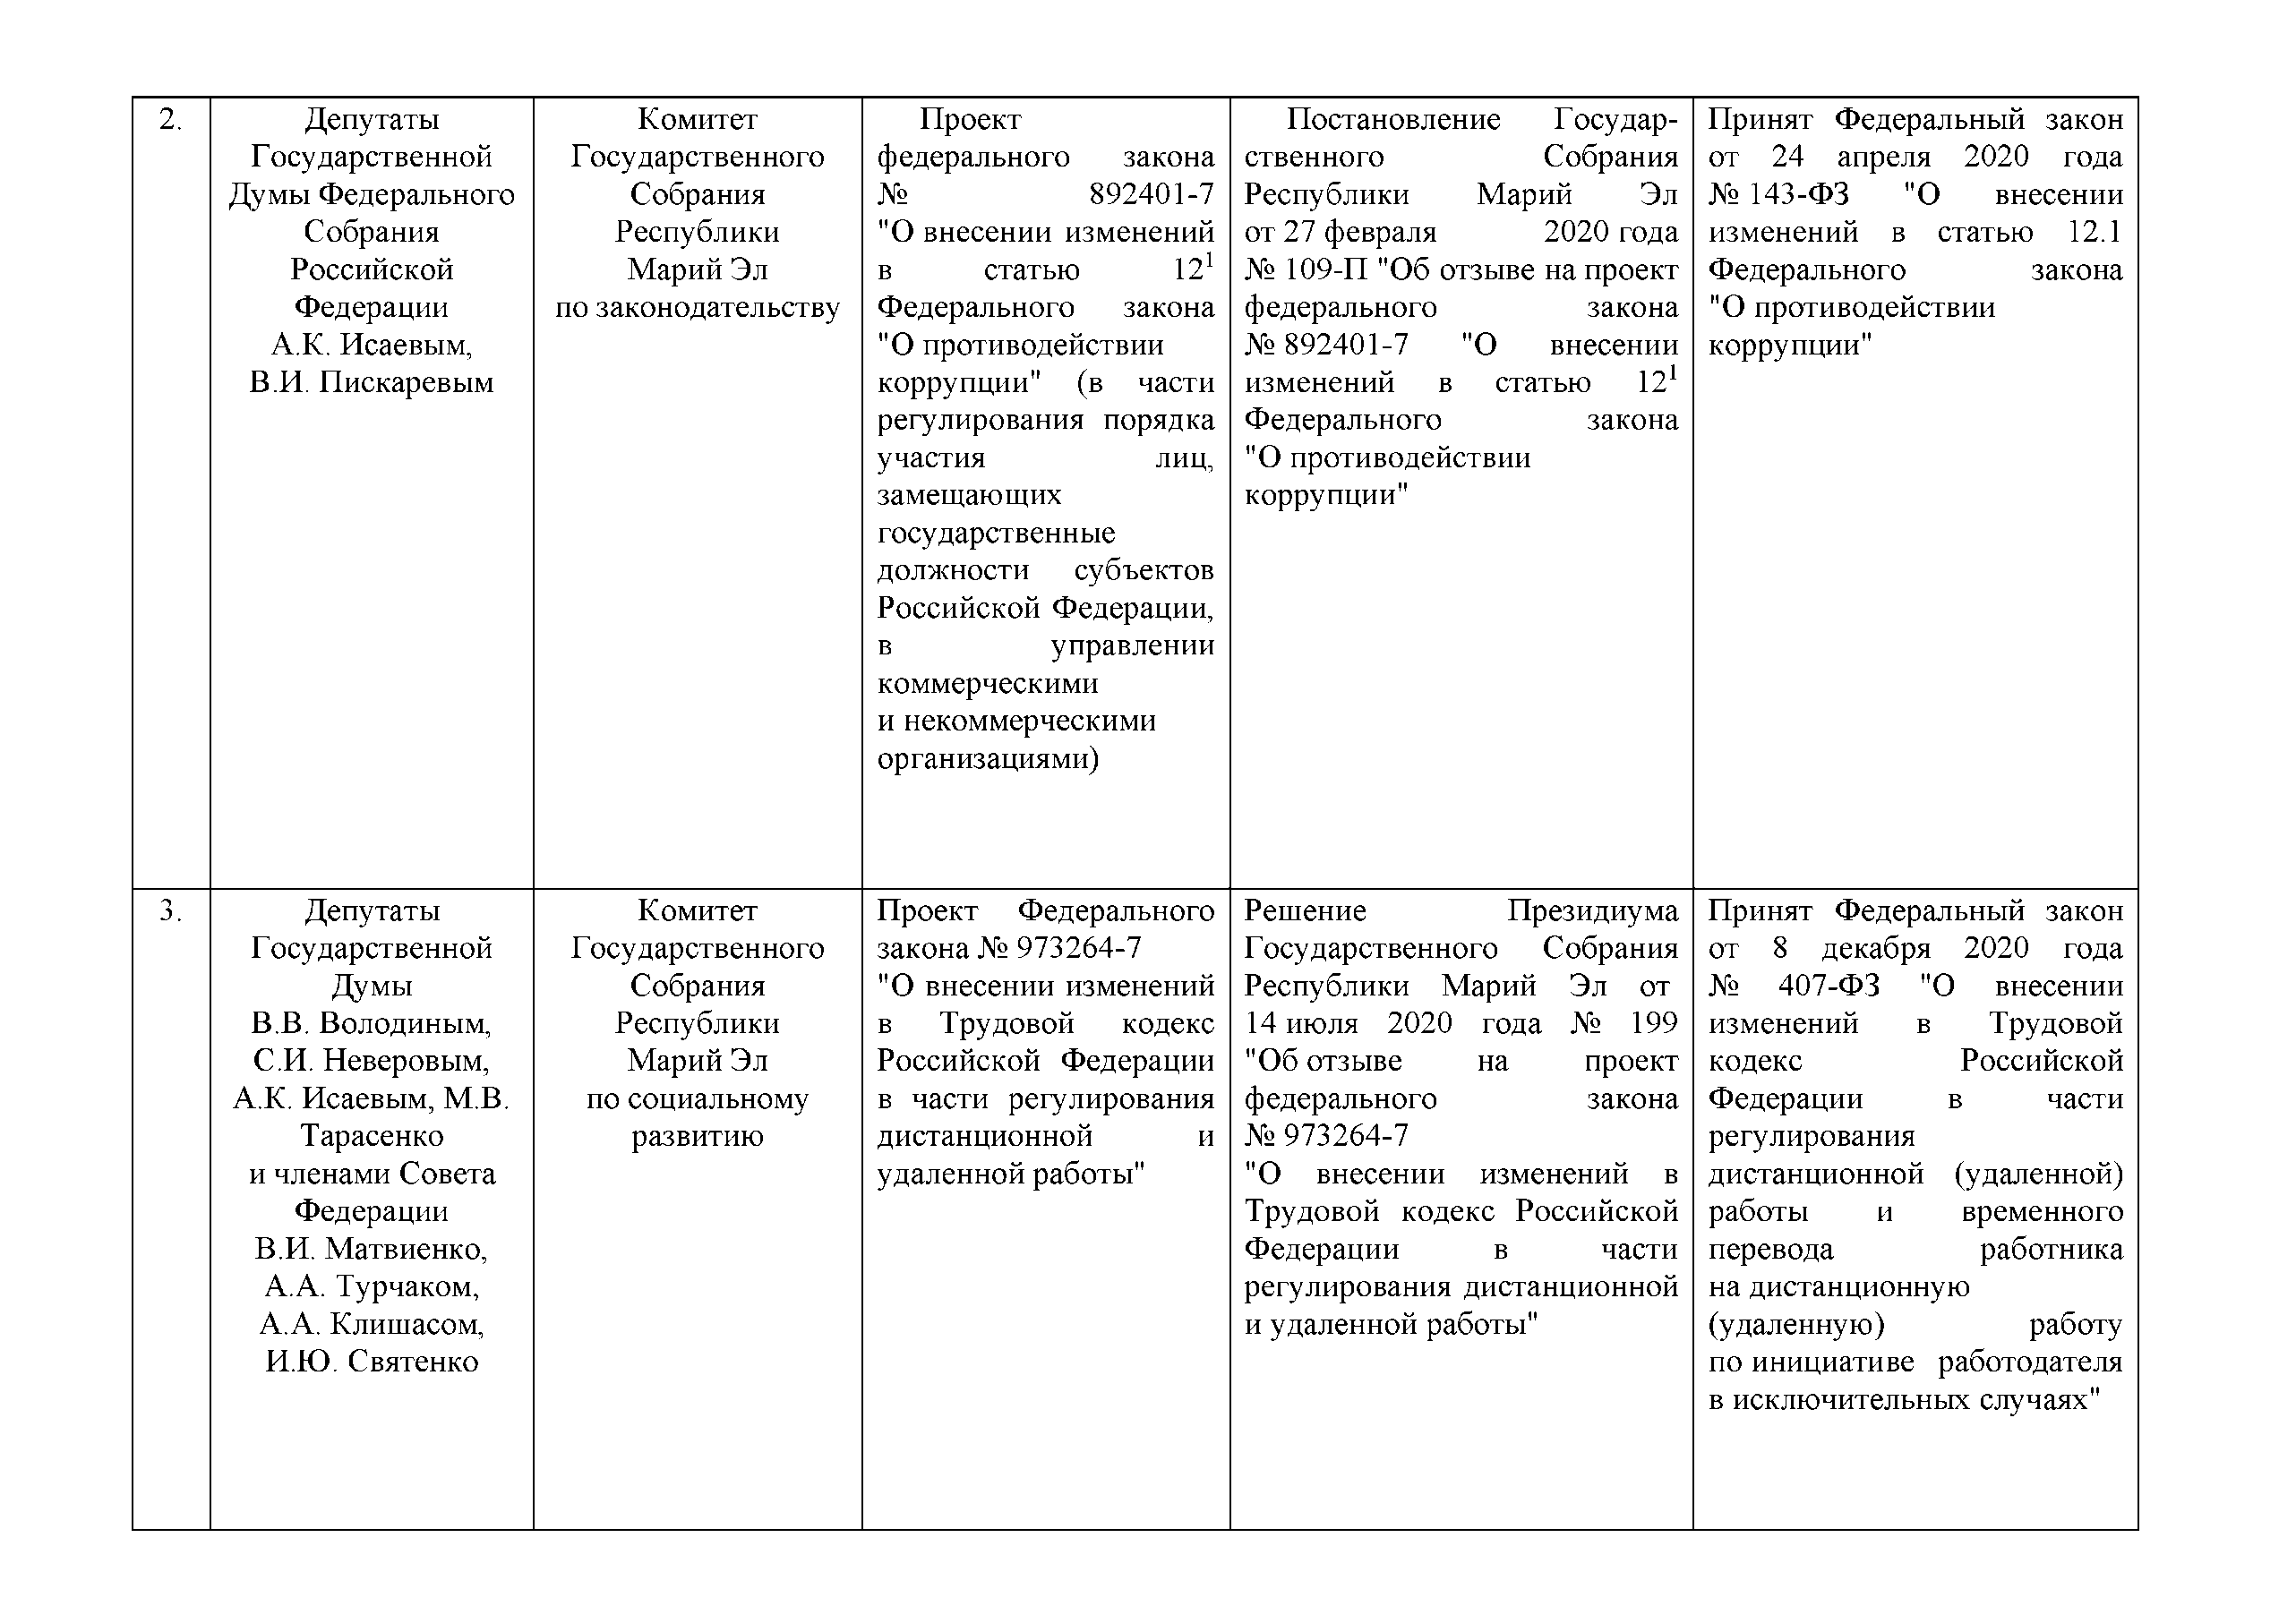 2.
Депутаты
Государственной
Думы Федерального
Собрания
Российской
Федерации
А.К. Исаевым,
В.И. Пискаревым
Комитет
Государственного
Собрания
Республики
Марий Эл
по законодательству
Проект
федерального закона
№ 892401-7
"О внесении изменений
в статью 12¹
Федерального закона
"О противодействии
коррупции" (в части
регулирования порядка
участия лиц,
замещающих
государственные
должности субъектов
Российской Федерации,
в управлении
коммерческими
и некоммерческими
организациями)
Постановление Государ-
ственного Собрания
Республики Марий Эл
от 27 февраля 2020 года
№ 109-П "Об отзыве на проект
федерального закона
№ 892401-7 "О внесении
изменений в статью 12¹
Федерального закона
"О противодействии
коррупции"
Принят Федеральный закон
от 24 апреля 2020 года
№ 143-ФЗ "О внесении
изменений в статью 12.1
Федерального закона
"О противодействии
коррупции"
3.
Депутаты
Государственной
Думы
В.В. Володиным,
С.И. Неверовым,
А.К. Исаевым, М.В.
Тарасенко
и членами Совета
Федерации
В.И. Матвиенко,
А.А. Турчаком,
А.А. Клишасом,
И.Ю. Святенко
Комитет
Государственного
Собрания
Республики
Марий Эл
по социальному
развитию
Проект Федерального
закона № 973264-7
"О внесении изменений
в Трудовой кодекс
Российской Федерации
в части регулирования
дистанционной и
удаленной работы"
Решение Президиума
Государственного Собрания
Республики Марий Эл от
14 июля 2020 года № 199
"Об отзыве на проект
федерального закона
№ 973264-7
"О внесении изменений в
Трудовой кодекс Российской
Федерации в части
регулирования дистанционной
и удаленной работы"
Принят Федеральный закон
от 8 декабря 2020 года
№ 407-ФЗ "О внесении
изменений в Трудовой
кодекс Российской
Федерации в части
регулирования
дистанционной (удаленной)
работы и временного
перевода работника
на дистанционную
(удаленную) работу
по инициативе работодателя
в исключительных случаях"